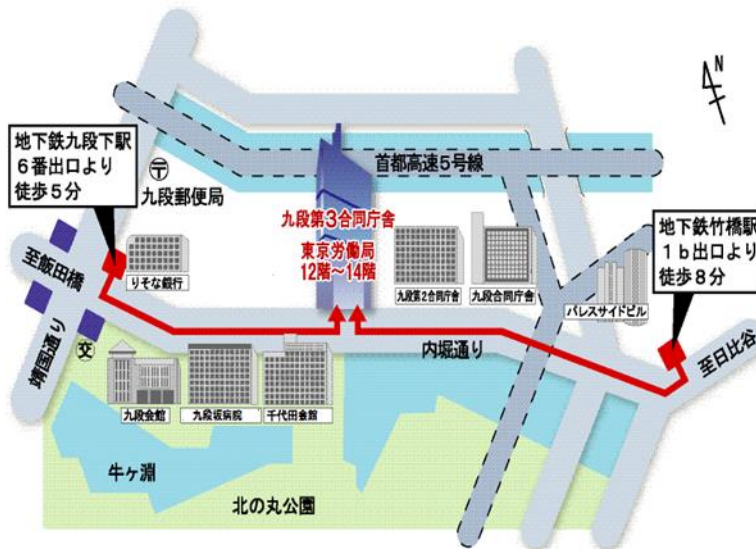 N
地下鉄九段下駅
6番出口より
徒歩5分
九段郵便局
首都高速5号線
九段第3合同庁舎
東京労働局
12階～14階
地下鉄竹橋駅
1b出口より
徒歩8分
至飯田橋
りそな銀行
九段第2合同庁舎
九段合同庁舎
パレスサイドビル
靖国通り
交
内堀通り
至日比谷
九段会館
九段坂病院
千代田会館
牛ヶ淵
北の丸公園